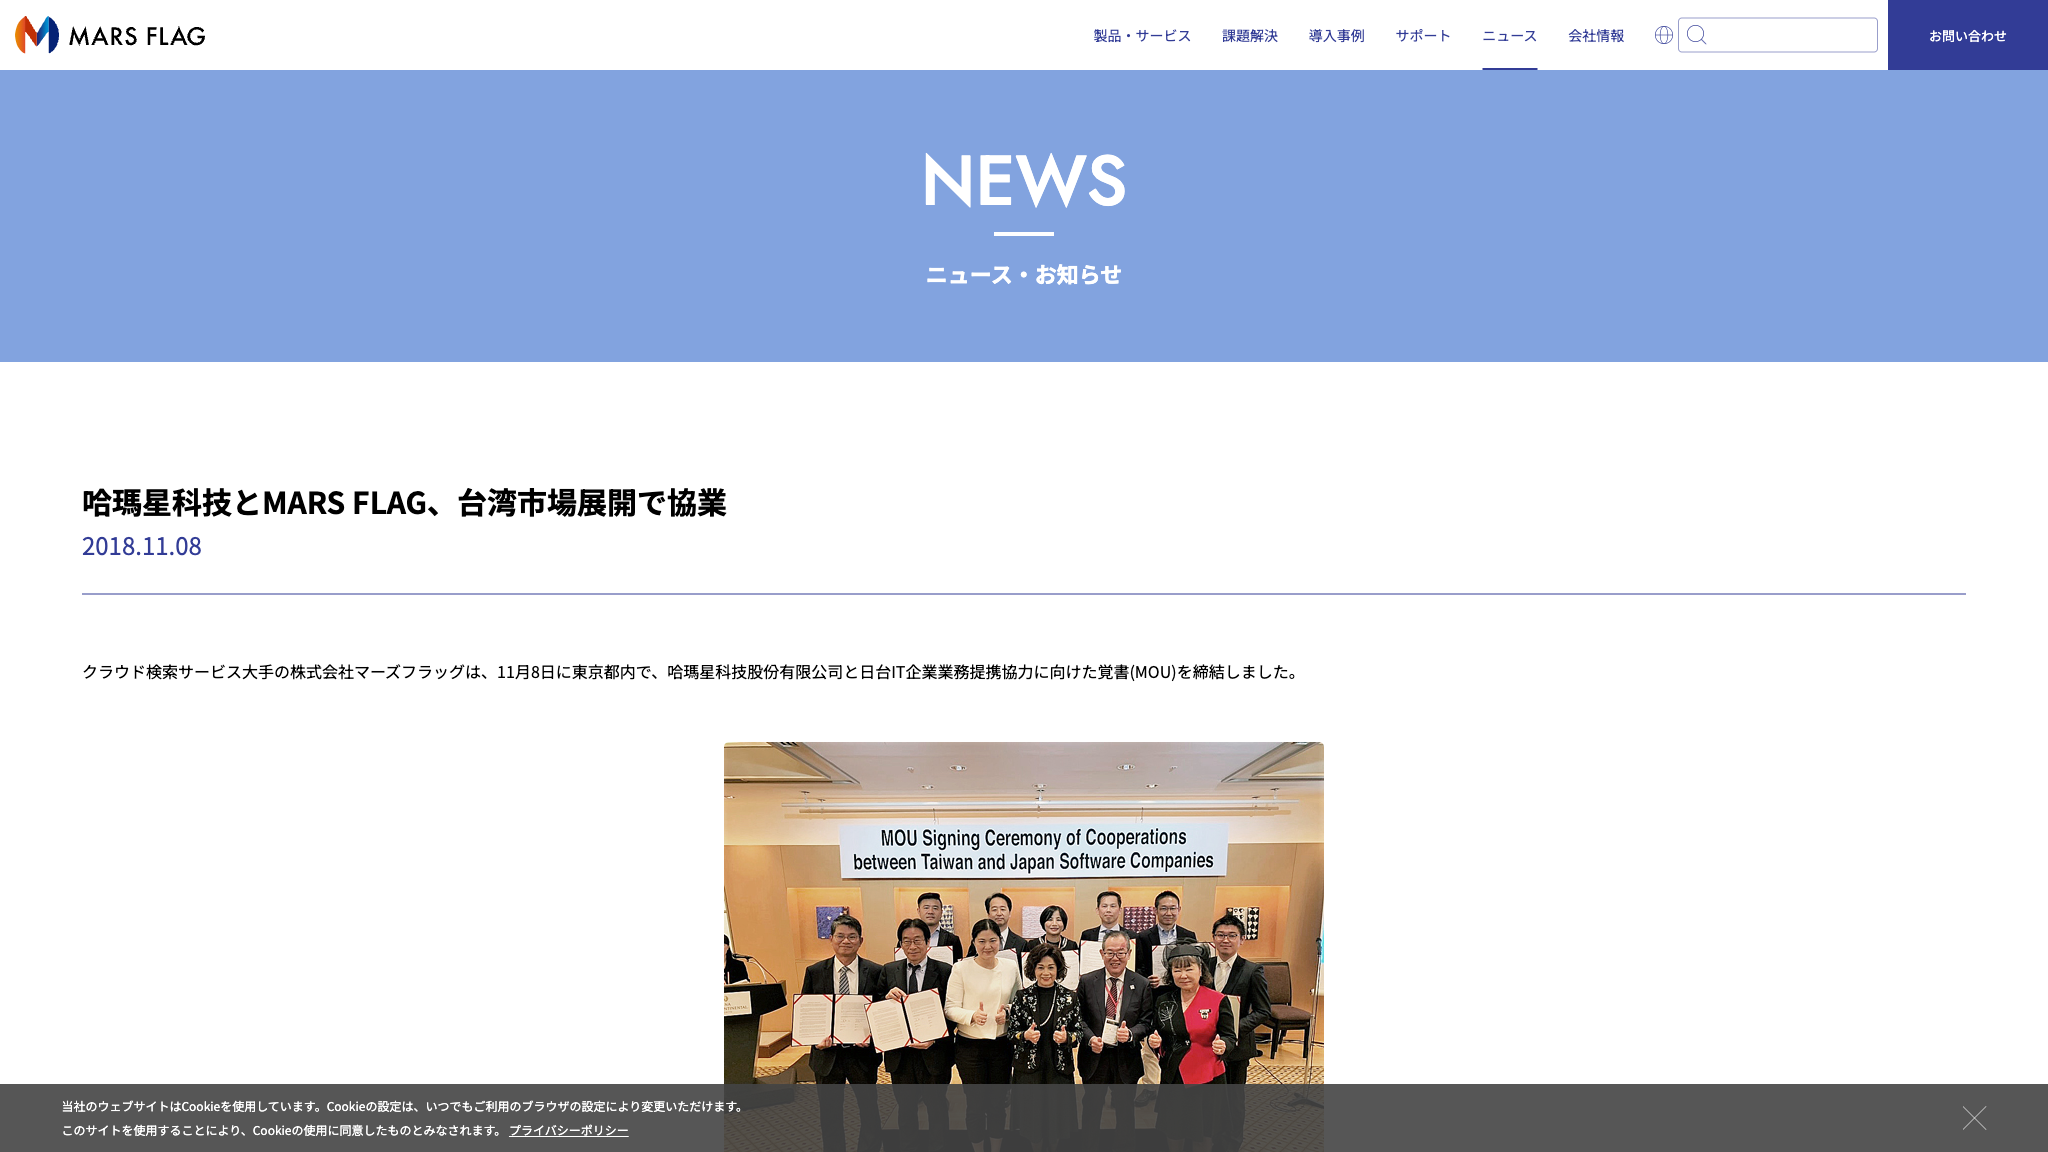 MARS FLAG
製品・サービス
課題解決
導入事例
サポート
ニュース
会社情報
お問い合わせ
NEWS
ニュース・お知らせ
哈瑪星科技とMARS FLAG、台湾市場展開で協業
2018.11.08
クラウド検索サービス大手の株式会社マーズフラッグは、11月8日に東京都内で、哈瑪星科技股份有限公司と日台IT企業業務提携協力に向けた覚書(MOU)を締結しました。
MOU Signing Ceremony of Cooperations
between Taiwan and Japan Software Companies
当社のウェブサイトはCookieを使用しています。Cookieの設定は、いつでもご利用のブラウザの設定により変更いただけます。
このサイトを使用することにより、Cookieの使用に同意したものとみなされます。 プライバシーポリシー